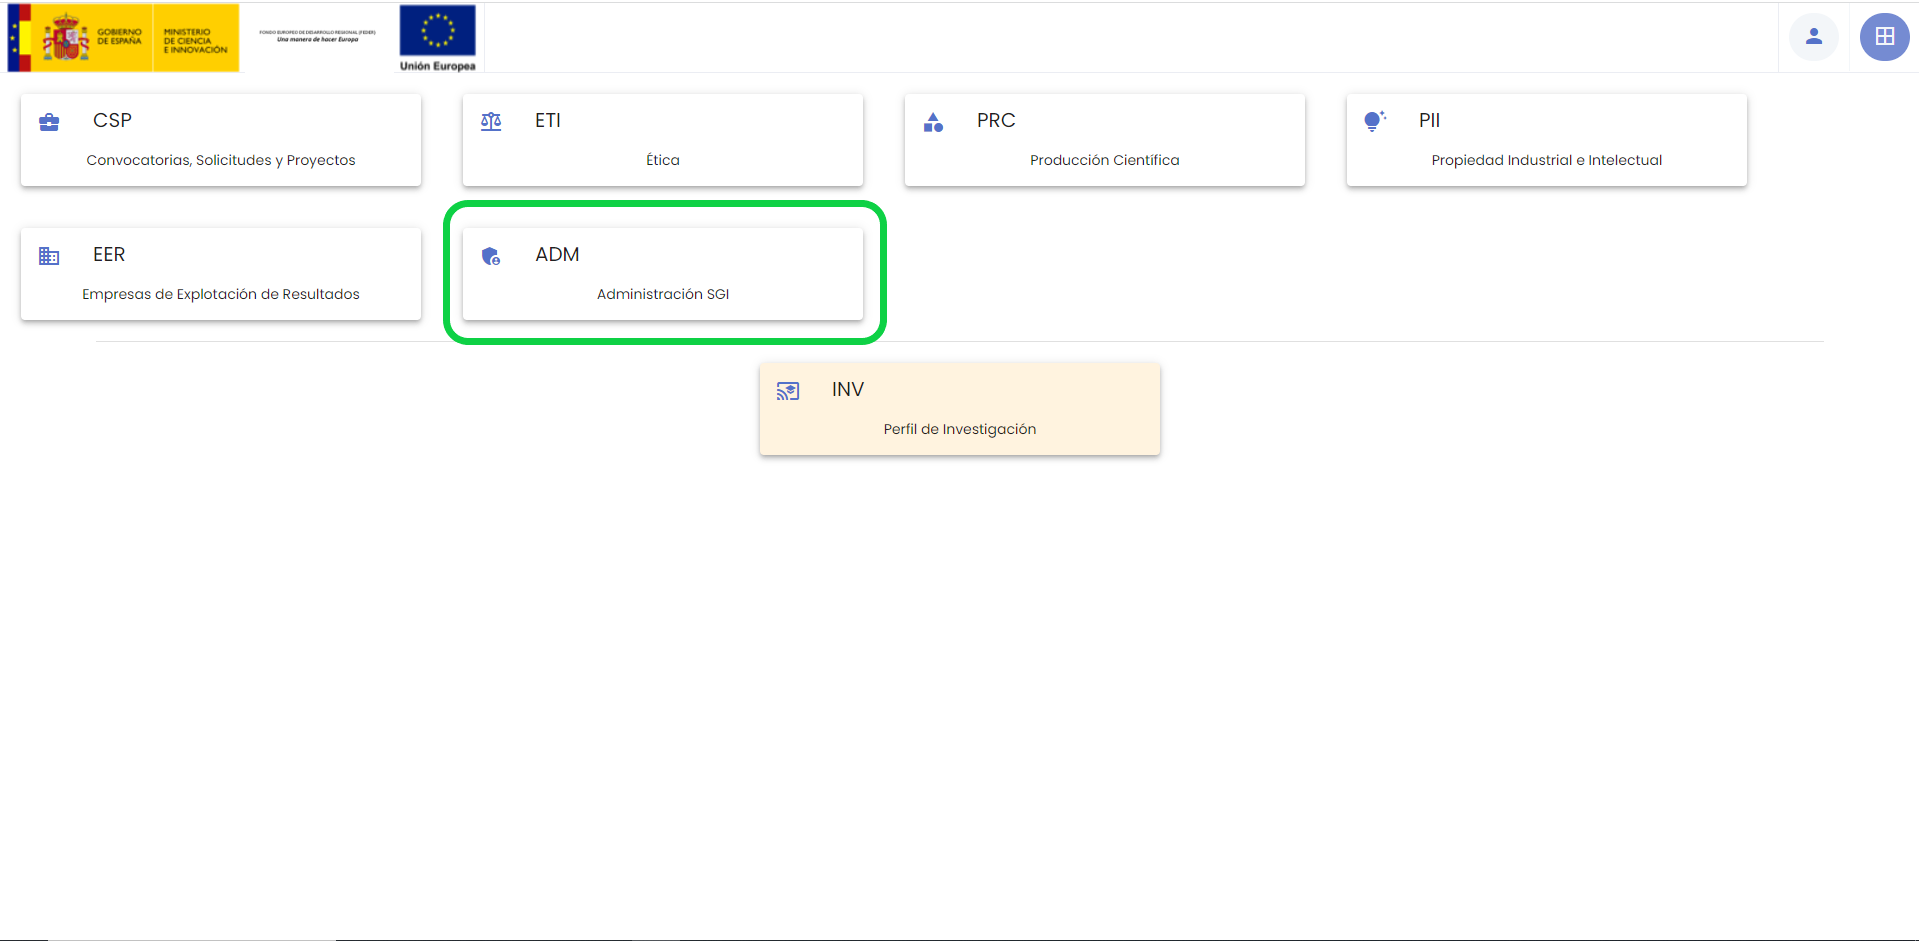 GOBIERNO
DE ESPAÑA
MINISTERIO
DE CIENCIA
E INNOVACIÓN
FONDO EUROPEO DE DESARROLLO REGIONAL (FEDER)
Una manera de hacer Europa
Unión Europea
CSP
Convocatorias, Solicitudes y Proyectos
ETI
Ética
PRC
Producción Científica
PII
Propiedad Industrial e Intelectual
EER
Empresas de Explotación de Resultados
ADM
Administración SGI
INV
Perfil de Investigación